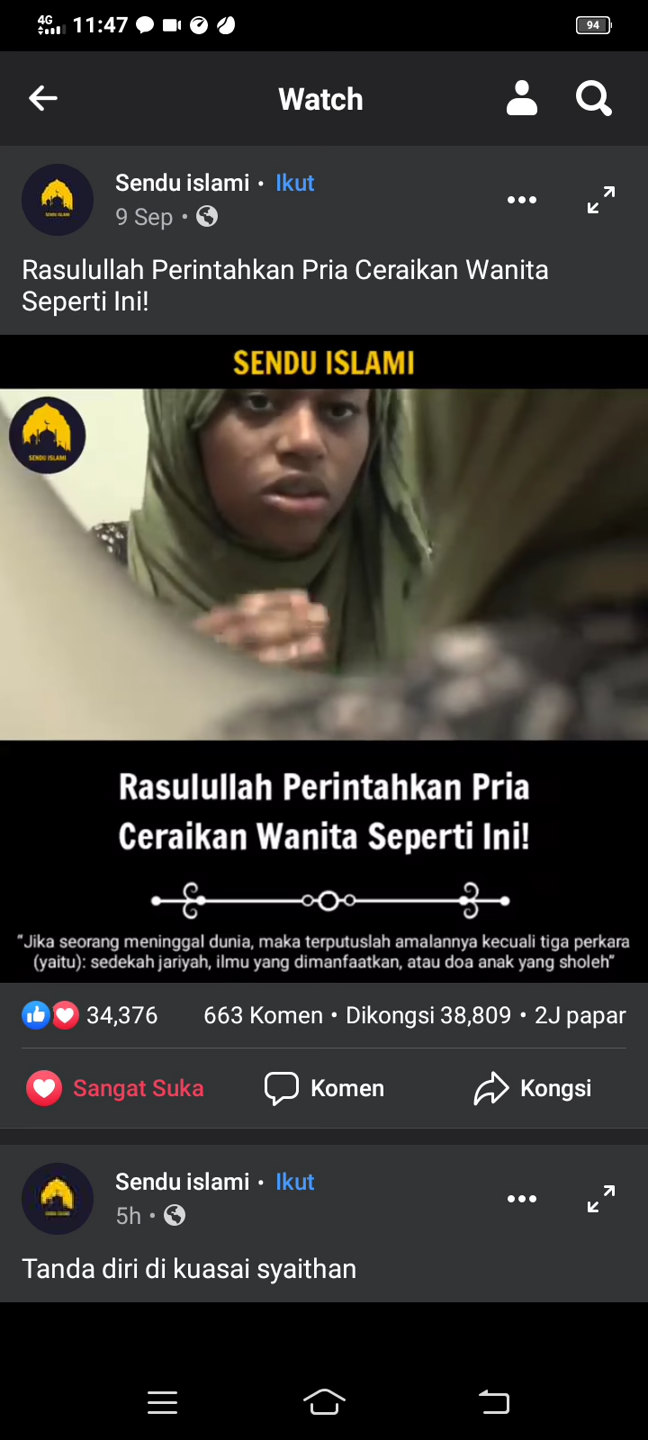 4G 11:47 94
Watch
Sendu islami • Ikut
9 Sep •
Rasulullah Perintahkan Pria Ceraikan Wanita
Seperti Ini!
SENDU ISLAMI
SENDU ISLAMI
Rasulullah Perintahkan Pria
Ceraikan Wanita Seperti Ini!
"Jika seorang meninggal dunia, maka terputuslah amalannya kecuali tiga perkara
(yaitu): sedekah jariyah, ilmu yang dimanfaatkan, atau doa anak yang sholeh"
34,376 663 Komen • Dikongsi 38,809 • 2J papar
Sangat Suka Komen Kongsi
Sendu islami • Ikut
5h •
Tanda diri di kuasai syaithan